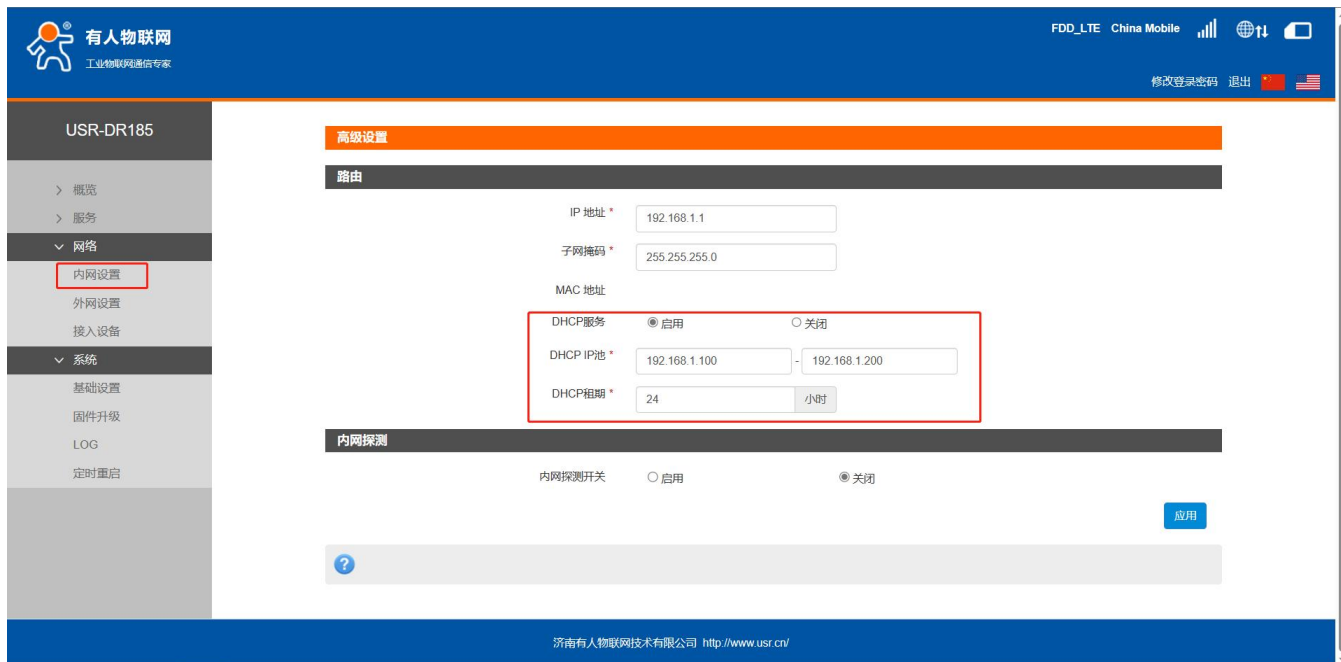 有人物联网
工业物联网通信专家
FDD_LTE China Mobile
修改登录密码 退出
USR-DR185
概览
服务
网络
内网设置
外网设置
接入设备
系统
基础设置
固件升级
LOG
定时重启
高级设置
路由
IP 地址 * 192.168.1.1
子网掩码 * 255.255.255.0
MAC 地址
DHCP服务 启用 关闭
DHCP IP池 * 192.168.1.100 - 192.168.1.200
DHCP租期 * 24 小时
内网探测
内网探测开关 启用 关闭
应用
济南有人物联网技术有限公司 http://www.usr.cn/